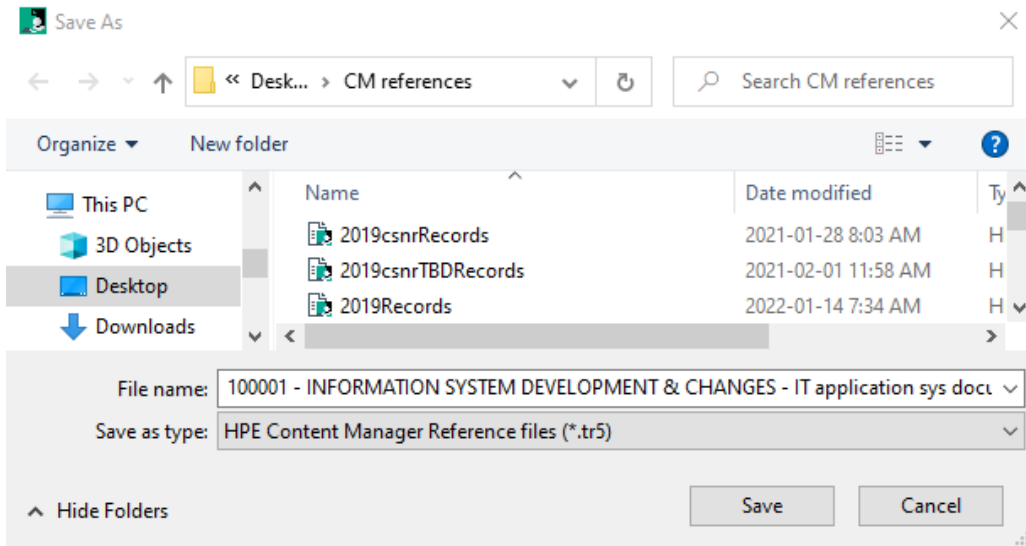 Save As
« Desk... › CM references
Search CM references
Organize
New folder
?
Name
Date modified
Ty
This PC
3D Objects
Desktop
Downloads
2019csnrRecords 2021-01-28 8:03 AM H
2019csnrTBDRecords 2021-02-01 11:58 AM H
2019Records 2022-01-14 7:34 AM H
File name: 100001 - INFORMATION SYSTEM DEVELOPMENT & CHANGES - IT application sys docu
Save as type: HPE Content Manager Reference files (*.tr5)
Hide Folders
Save
Cancel